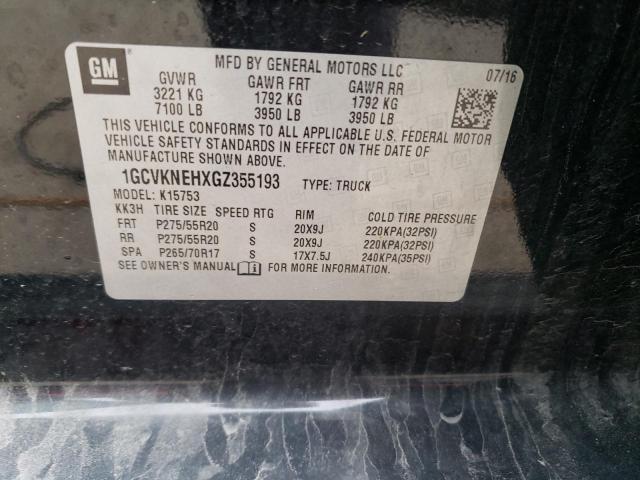 GM
MFD BY GENERAL MOTORS LLC
07/16
GVWR GAWR FRT GAWR RR
3221 KG 1792 KG 1792 KG
7100 LB 3950 LB 3950 LB
THIS VEHICLE CONFORMS TO ALL APPLICABLE U.S. FEDERAL MOTOR
VEHICLE SAFETY STANDARDS IN EFFECT ON THE DATE OF
MANUFACTURE SHOWN ABOVE.
1GCVKNEHXGZ355193 TYPE: TRUCK
MODEL: K15753
KK3H TIRE SIZE SPEED RTG RIM COLD TIRE PRESSURE
FRT P275/55R20 S 20X9J 220KPA(32PSI)
RR P275/55R20 S 20X9J 220KPA(32PSI)
SPA P265/70R17 S 17X7.5J 240KPA(35PSI)
SEE OWNER'S MANUAL FOR MORE INFORMATION.